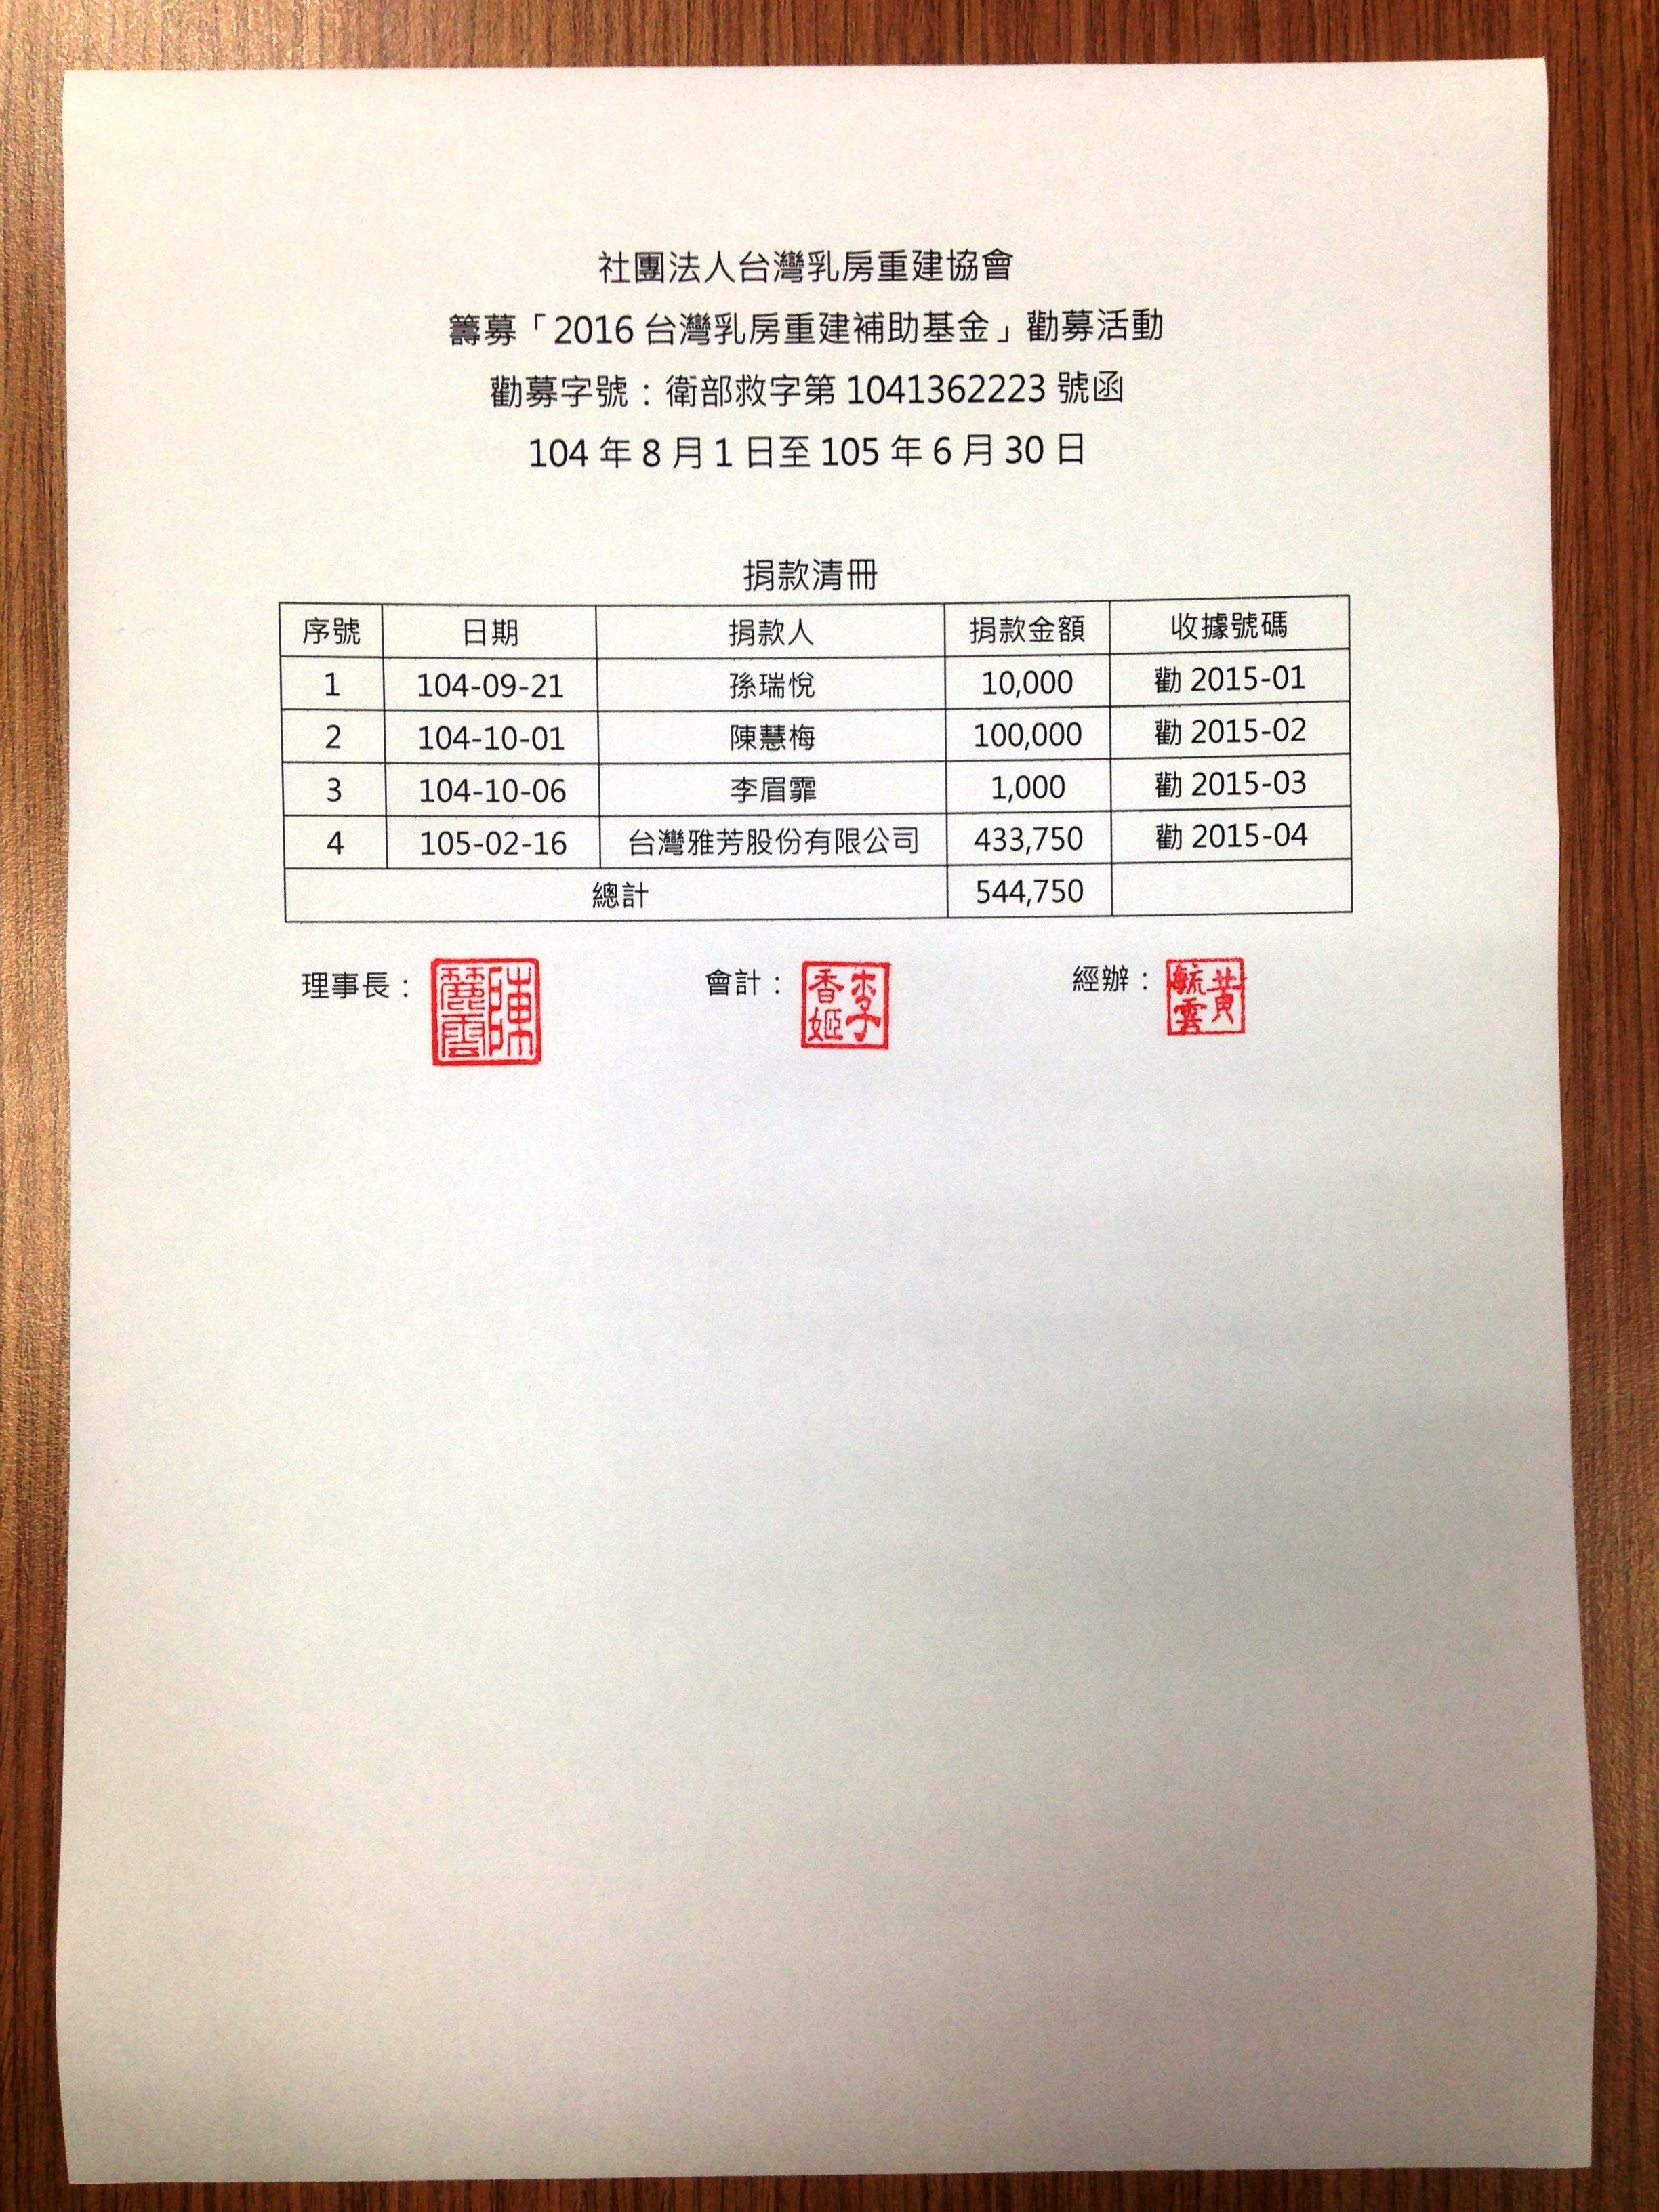 社團法人台灣乳房重建協會
籌募「2016 台灣乳房重建補助基金」勸募活動
勸募字號：衛部救字第 1041362223 號函
104 年 8 月 1 日至 105 年 6 月 30 日
捐款清冊
序號 日期 捐款人 捐款金額 收據號碼
1 104-09-21 孫瑞悅 10,000 勸 2015-01
2 104-10-01 陳慧梅 100,000 勸 2015-02
3 104-10-06 李眉霏 1,000 勸 2015-03
4 105-02-16 台灣雅芳股份有限公司 433,750 勸 2015-04
總計 544,750
理事長： 會計： 經辦：
李香姬
黃毓雲